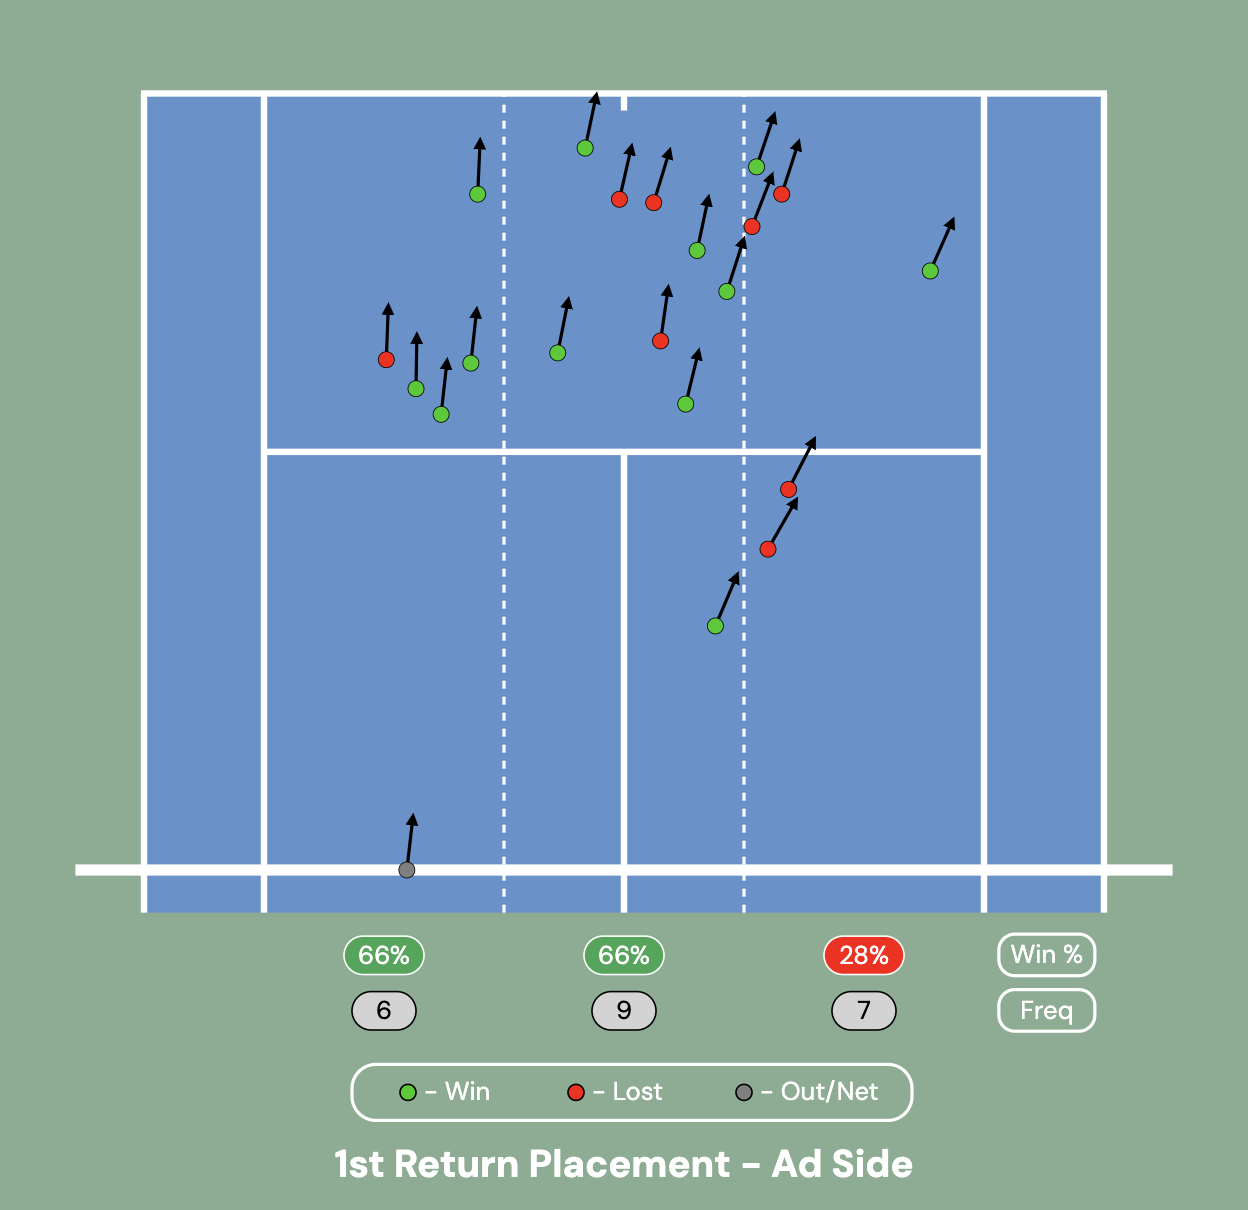 66% 66% 28% Win %
6 9 7 Freq
- Win - Lost - Out/Net
1st Return Placement - Ad Side